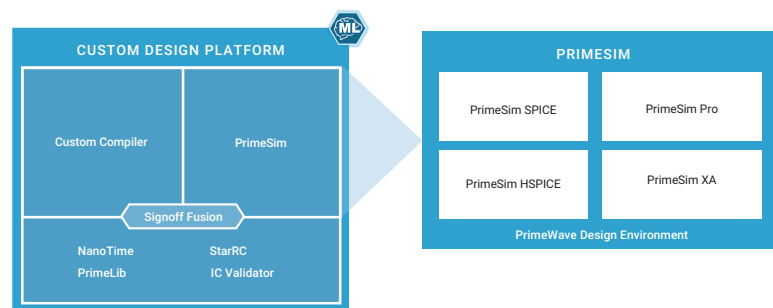 ML
CUSTOM DESIGN PLATFORM
Custom Compiler
PrimeSim
Signoff Fusion
NanoTime
StarRC
PrimeLib
IC Validator
PRIMESIM
PrimeSim SPICE
PrimeSim Pro
PrimeSim HSPICE
PrimeSim XA
PrimeWave Design Environment